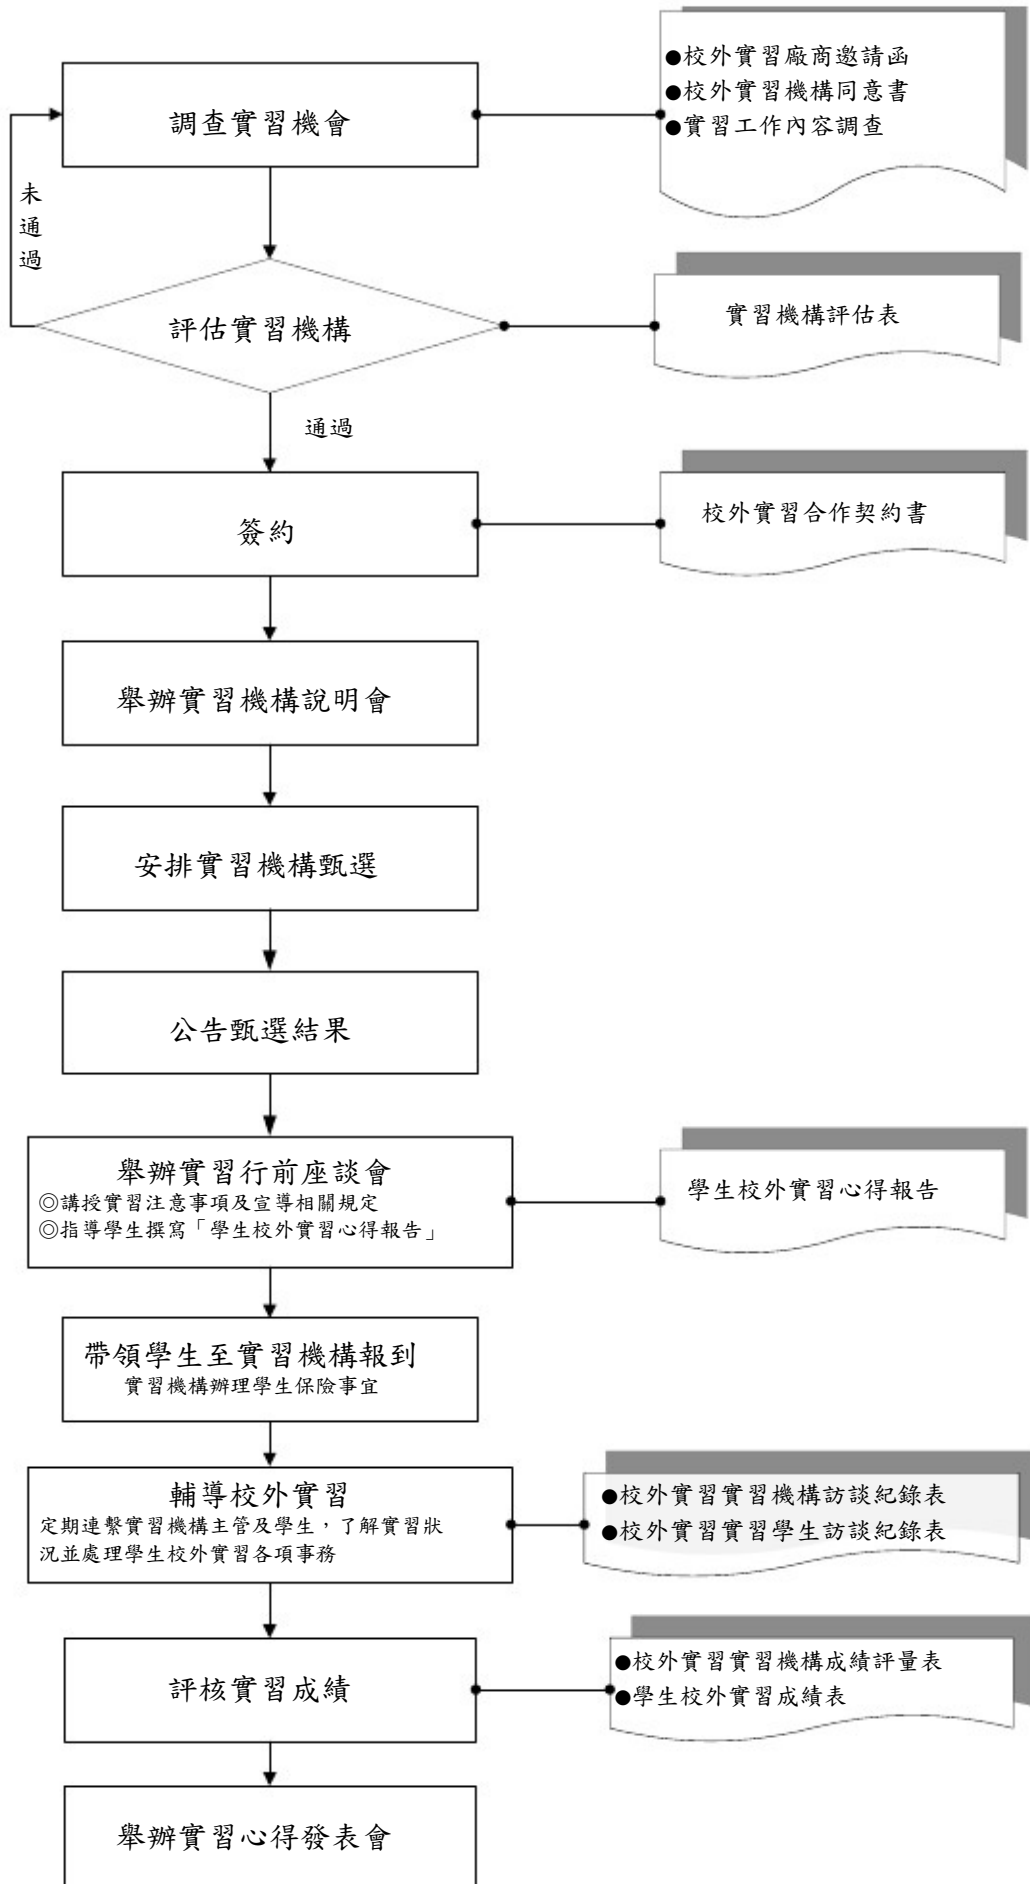 調查實習機會
●校外實習廠商邀請函
●校外實習機構同意書
●實習工作內容調查
未
通
過
評估實習機構
實習機構評估表
通過
簽約
校外實習合作契約書
舉辦實習機構說明會
安排實習機構甄選
公告甄選結果
舉辦實習行前座談會
◎講授實習注意事項及宣導相關規定
◎指導學生撰寫「學生校外實習心得報告」
學生校外實習心得報告
帶領學生至實習機構報到
實習機構辦理學生保險事宜
輔導校外實習
定期連繫實習機構主管及學生，了解實習狀
況並處理學生校外實習各項事務
●校外實習實習機構訪談紀錄表
●校外實習實習學生訪談紀錄表
評核實習成績
●校外實習實習機構成績評量表
●學生校外實習成績表
舉辦實習心得發表會